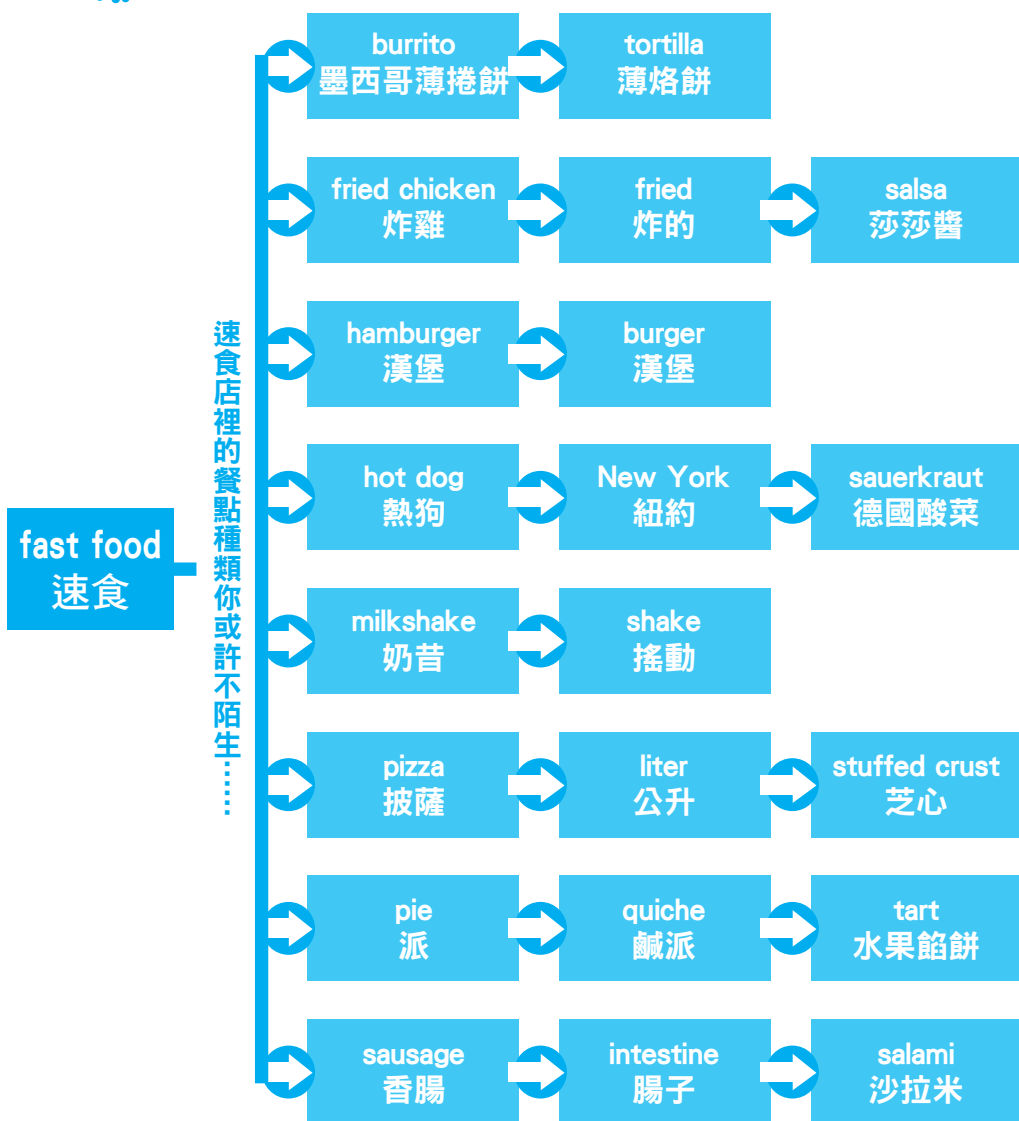 fast food
速食
速食店裡的餐點種類你或許不陌生……
burrito
墨西哥薄捲餅
tortilla
薄烙餅
fried chicken
炸雞
fried
炸的
salsa
莎莎醬
hamburger
漢堡
burger
漢堡
hot dog
熱狗
New York
紐約
sauerkraut
德國酸菜
milkshake
奶昔
shake
搖動
pizza
披薩
liter
公升
stuffed crust
芝心
pie
派
quiche
鹹派
tart
水果餡餅
sausage
香腸
intestine
腸子
salami
沙拉米